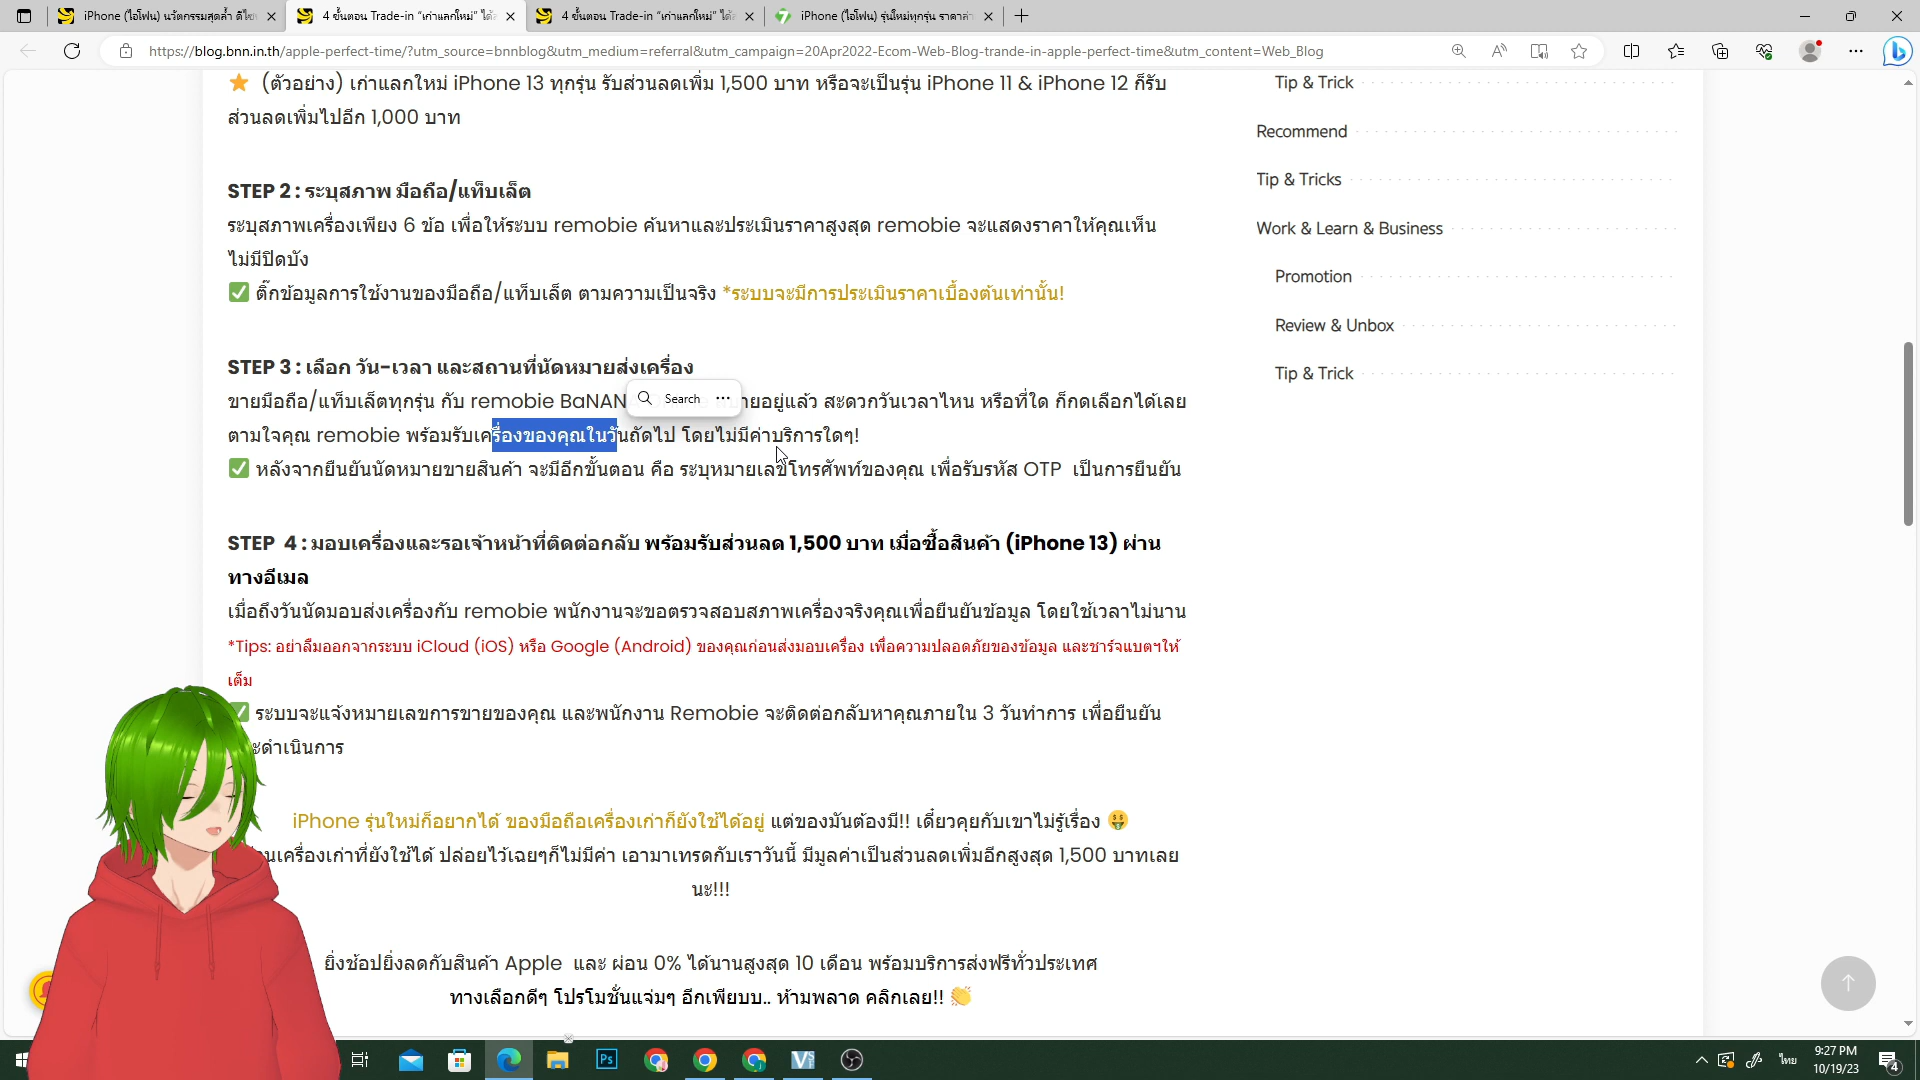 iPhone (ไอโฟน) นวัตกรรมสุดล้ำ ดีไซ
4 ขั้นตอน Trade-in "เก่าแลกใหม่" ได้
4 ขั้นตอน Trade-in "เก่าแลกใหม่" ได้
iPhone (ไอโฟน) รุ่นใหม่ทุกรุ่น ราคาล่า
https://blog.bnn.in.th/apple-perfect-time/?utm_source=bnnblog&utm_medium=referral&utm_campaign=20Apr2022-Ecom-Web-Blog-trande-in-apple-perfect-time&utm_content=Web_Blog
⭐ (ตัวอย่าง) เก่าแลกใหม่ iPhone 13 ทุกรุ่น รับส่วนลดเพิ่ม 1,500 บาท หรือจะเป็นรุ่น iPhone 11 & iPhone 12 ก็รับ
ส่วนลดเพิ่มไปอีก 1,000 บาท
STEP 2 : ระบุสภาพ มือถือ/แท็บเล็ต
ระบุสภาพเครื่องเพียง 6 ข้อ เพื่อให้ระบบ remobie ค้นหาและประเมินราคาสูงสุด remobie จะแสดงราคาให้คุณเห็น
ไม่มีปิดบัง
✅ ติ๊กข้อมูลการใช้งานของมือถือ/แท็บเล็ต ตามความเป็นจริง *ระบบจะมีการประเมินราคาเบื้องต้นเท่านั้น!
STEP 3 : เลือก วัน-เวลา และสถานที่นัดหมายส่งเครื่อง
ขายมือถือ/แท็บเล็ตทุกรุ่น กับ remobie BaNAN
Search ...
ายอยู่แล้ว สะดวกวันเวลาไหน หรือที่ใด ก็กดเลือกได้เลย
ตามใจคุณ remobie พร้อมรับเครื่องของคุณในวันถัดไป โดยไม่มีค่าบริการใดๆ!
✅ หลังจากยืนยันนัดหมายขายสินค้า จะมีอีกขั้นตอน คือ ระบุหมายเลขโทรศัพท์ของคุณ เพื่อรับรหัส OTP เป็นการยืนยัน
STEP 4 : มอบเครื่องและรอเจ้าหน้าที่ติดต่อกลับ พร้อมรับส่วนลด 1,500 บาท เมื่อซื้อสินค้า (iPhone 13) ผ่าน
ทางอีเมล
เมื่อถึงวันนัดมอบส่งเครื่องกับ remobie พนักงานจะขอตรวจสอบสภาพเครื่องจริงคุณเพื่อยืนยันข้อมูล โดยใช้เวลาไม่นาน
*Tips: อย่าลืมออกจากระบบ iCloud (iOS) หรือ Google (Android) ของคุณก่อนส่งมอบเครื่อง เพื่อความปลอดภัยของข้อมูล และชาร์จแบตฯให้
เต็ม
ระบบจะแจ้งหมายเลขการขายของคุณ และพนักงาน Remobie จะติดต่อกลับหาคุณภายใน 3 วันทำการ เพื่อยืนยัน
ะดำเนินการ
iPhone รุ่นใหม่ก็อยากได้ ของมือถือเครื่องเก่าก็ยังใช้ได้อยู่ แต่ของมันต้องมี!! เดี๋ยวคุยกับเขาไม่รู้เรื่อง 🤑
นเครื่องเก่าที่ยังใช้ได้ ปล่อยไว้เฉยๆก็ไม่มีค่า เอามาเทรดกับเราวันนี้ มีมูลค่าเป็นส่วนลดเพิ่มอีกสูงสุด 1,500 บาทเลย
นะ!!!
ยิ่งช้อปยิ่งลดกับสินค้า Apple และ ผ่อน 0% ได้นานสูงสุด 10 เดือน พร้อมบริการส่งฟรีทั่วประเทศ
ทางเลือกดีๆ โปรโมชั่นแจ่มๆ อีกเพียบบ.. ห้ามพลาด คลิกเลย!! 👏
Tip & Trick
Recommend
Tip & Tricks
Work & Learn & Business
Promotion
Review & Unbox
Tip & Trick
ไทย
9:27 PM
10/19/23
4